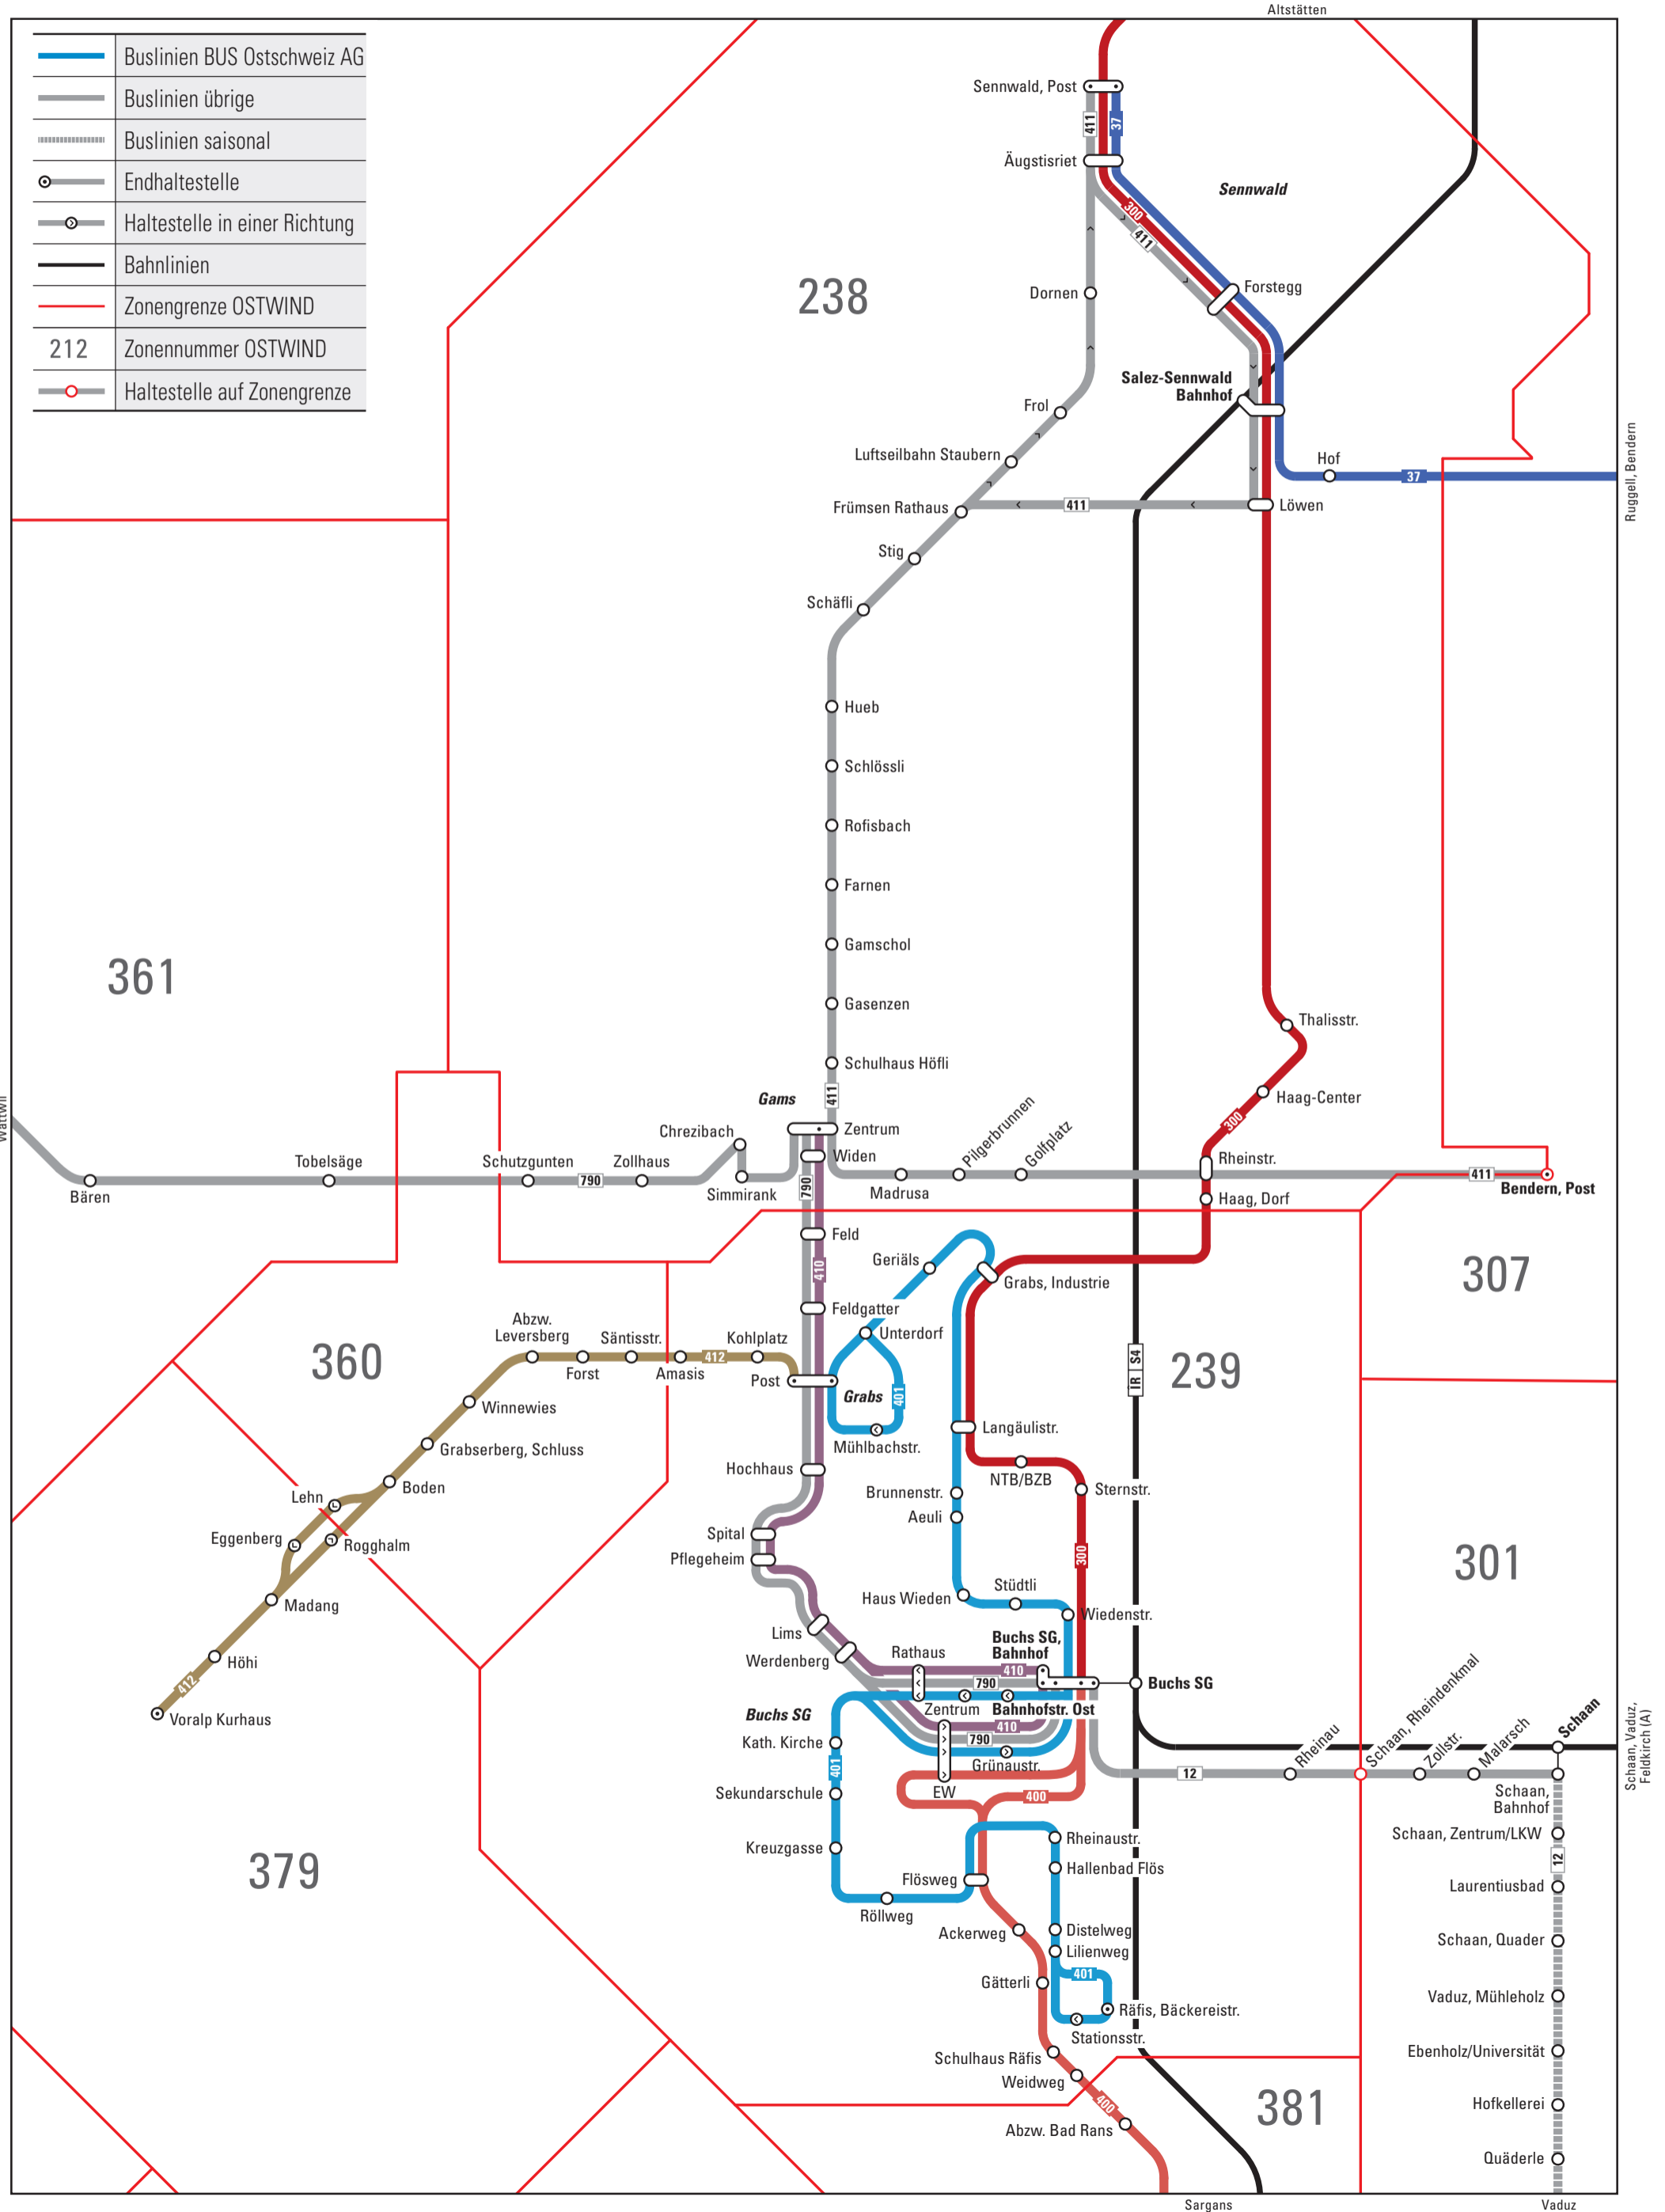 Altstätten
Buslinien BUS Ostschweiz AG
Buslinien übrige
Buslinien saisonal
Endhaltestelle
Haltestelle in einer Richtung
Bahnlinien
Zonengrenze OSTWIND
212 Zonennummer OSTWIND
Haltestelle auf Zonengrenze
Sennwald, Post
411
37
Äugstisriet
Sennwald
300
411
238
Dornen
Forstegg
Salez-Sennwald
Bahnhof
Frol
Luftseilbahn Staubern
Hof
37
Ruggell, Bendern
Frümsen Rathaus
411
Löwen
Stig
Schäfli
Hueb
Schlössli
Rofisbach
Farnen
Gamschol
361
Gasenzen
Thalisstr.
Schulhaus Höfli
411
Haag-Center
300
Gams
Zentrum
Wattwil
Chrezibach
Widen
Pilgerbrunnen
Golfplatz
Rheinstr.
Tobelsäge
Schutzgunten
Zollhaus
790
Bären
Simmirank
790
Madrusa
411
Bendern, Post
Haag, Dorf
Feld
410
Geriäls
Grabs, Industrie
307
Feldgatter
Unterdorf
Abzw.
Leversberg
Säntisstr.
Kohlplatz
412
360
Forst
Amasis
Post
Grabs
401
IR S4
239
Winnewies
Mühlbachstr.
Langäulistr.
Grabserberg, Schluss
Hochhaus
NTB/BZB
Boden
Lehn
Brunnenstr.
Sternstr.
Aeuli
Eggenberg
Rogghalm
Spital
Pflegeheim
300
301
Madang
Haus Wieden
Stüdtli
Wiedenstr.
Lims
Werdenberg
Rathaus
Buchs SG,
Bahnhof
410
790
Buchs SG
Höhi
412
Voralp Kurhaus
Buchs SG
Zentrum
Bahnhofstr. Ost
410
790
Kath. Kirche
Grünaustr.
401
EW
Rheinau
Schaan, Rheindenkmal
Zollstr.
Malarsch
Schaan
12
Schaan, Vaduz,
Feldkirch (A)
Sekundarschule
400
Schaan,
Bahnhof
Kreuzgasse
Rheinaustr.
Schaan, Zentrum/LKW
12
379
Hallenbad Flös
Flösweg
Laurentiusbad
Röllweg
Ackerweg
Distelweg
Lilienweg
Schaan, Quader
401
Gätterli
Räfis, Bäckereistr.
Vaduz, Mühleholz
Stationsstr.
Schulhaus Räfis
Ebenholz/Universität
Weidweg
400
381
Hofkellerei
Abzw. Bad Rans
Quäderle
Sargans
Vaduz